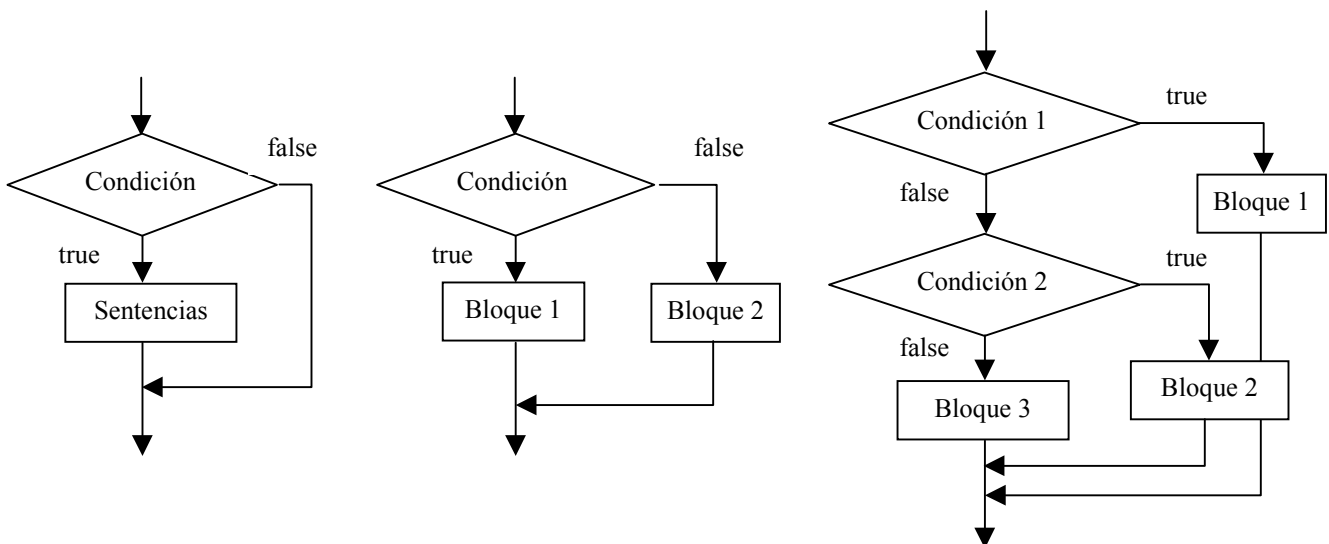 Condición
false
true
Sentencias
Condición
false
true
Bloque 1
Bloque 2
Condición 1
true
false
Bloque 1
Condición 2
true
false
Bloque 2
Bloque 3